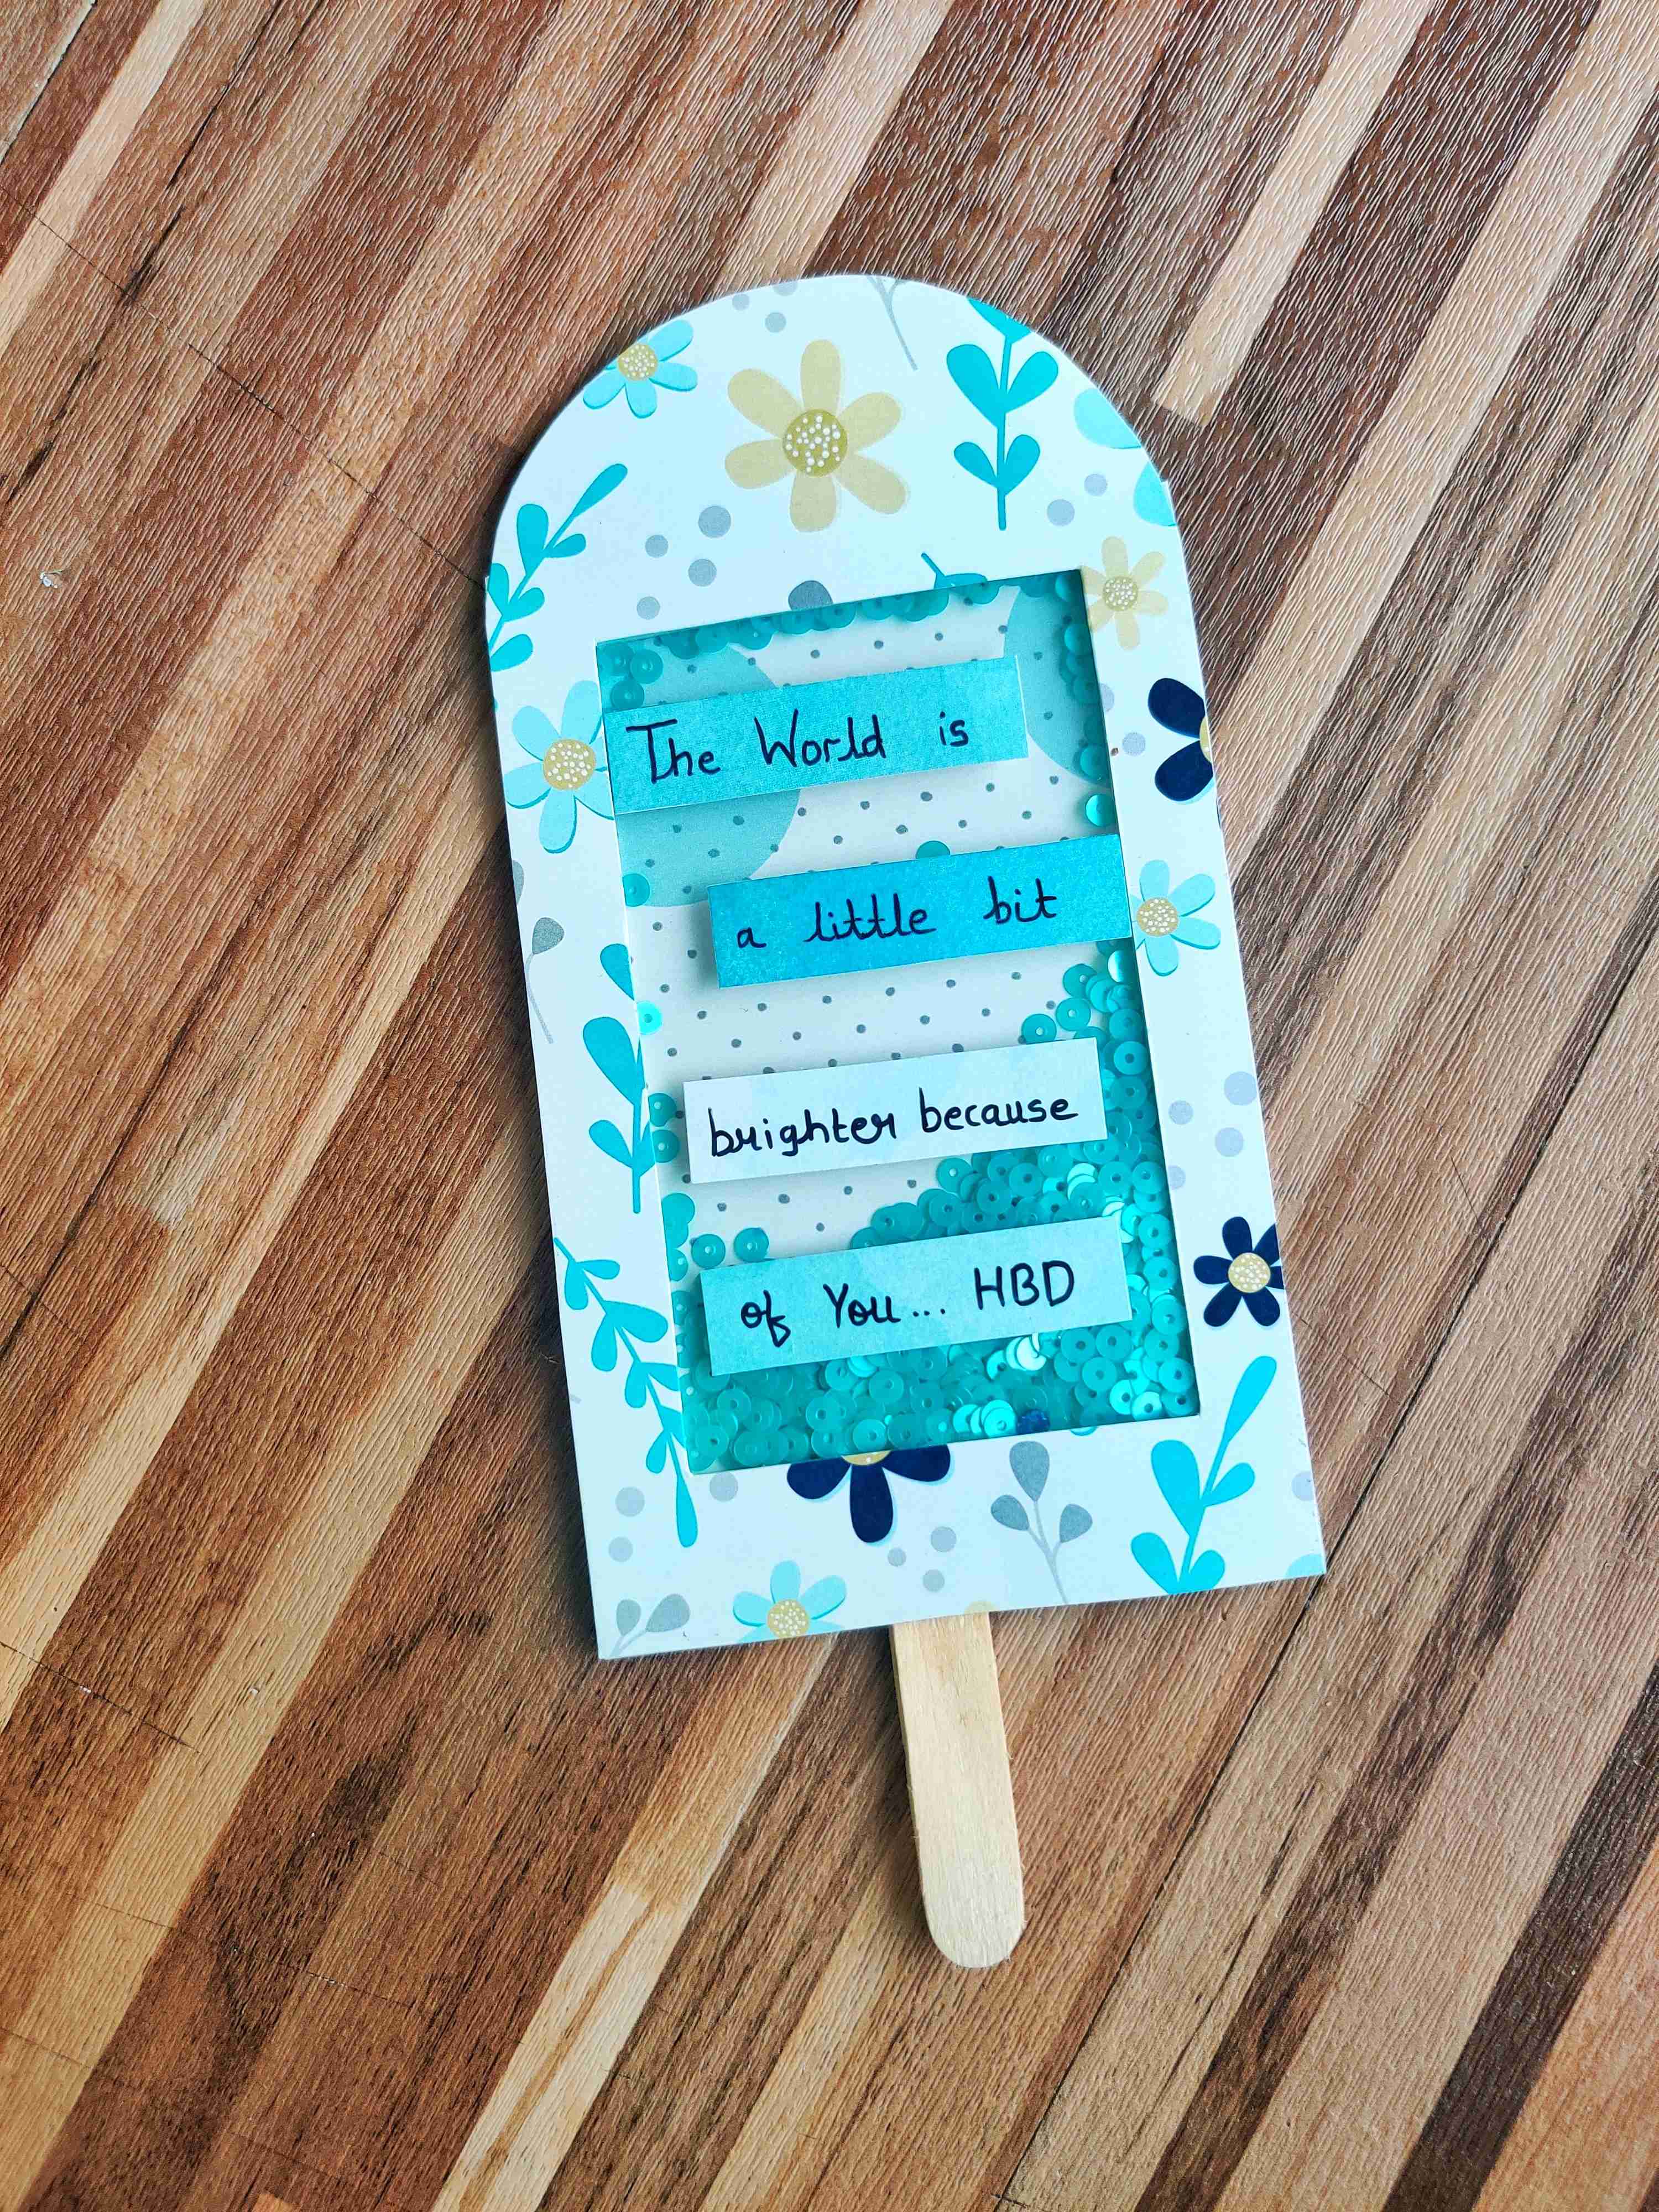 The World is
a little bit
brighter because
of You... HBD